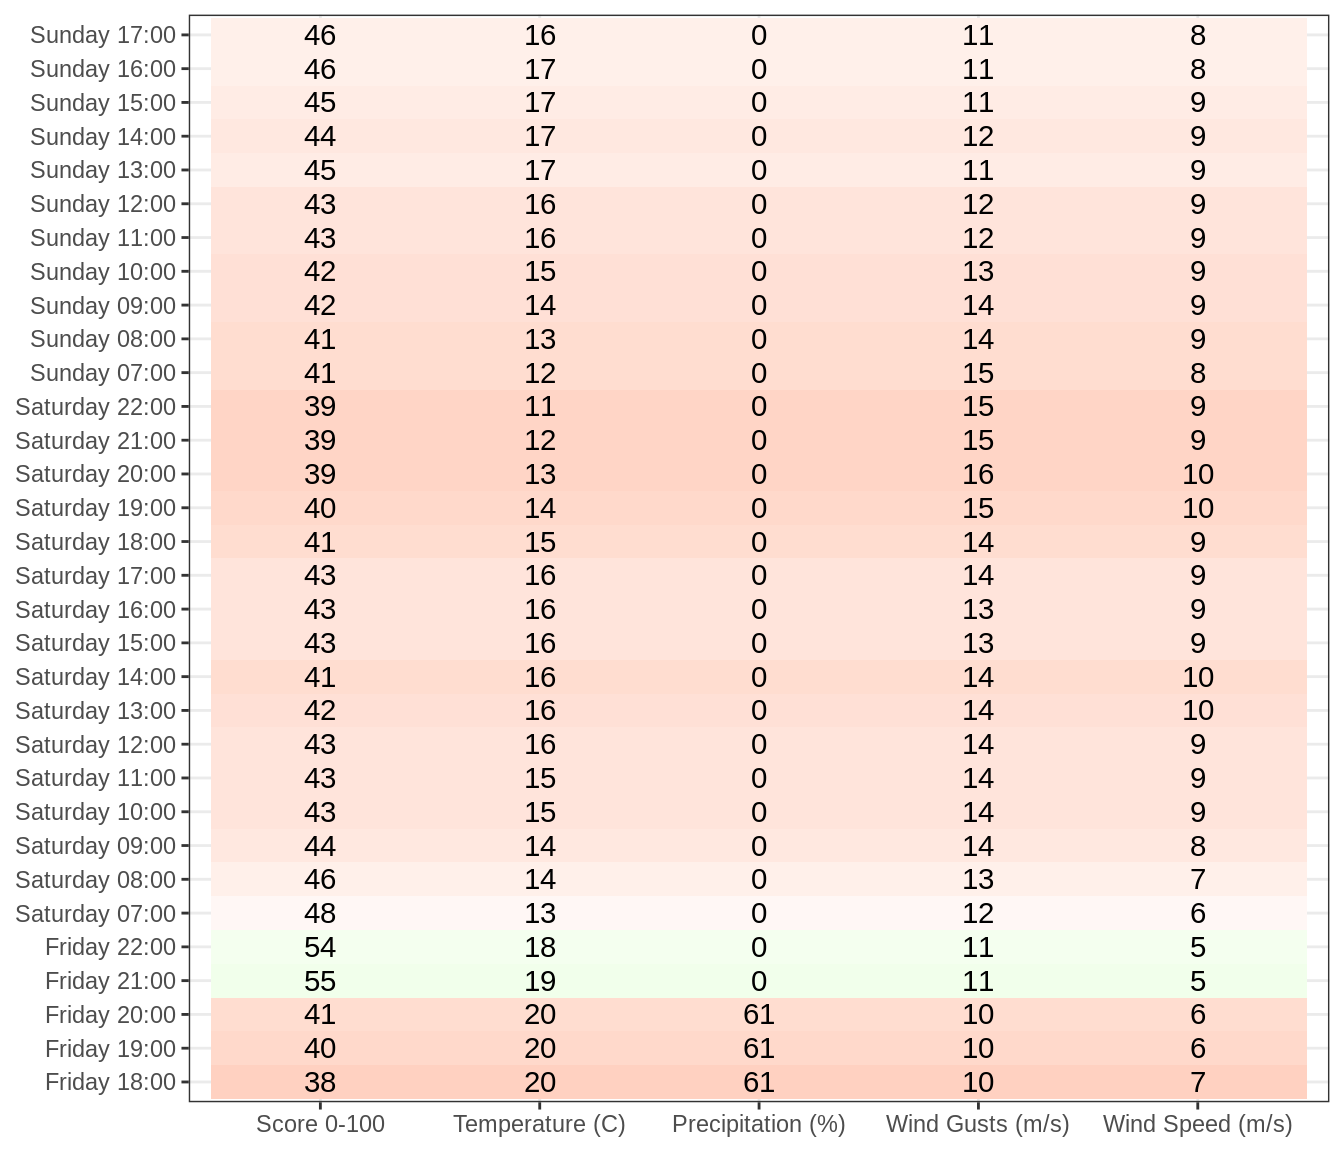 Sunday 17:00 46 16 0 11 8
Sunday 16:00 46 17 0 11 8
Sunday 15:00 45 17 0 11 9
Sunday 14:00 44 17 0 12 9
Sunday 13:00 45 17 0 11 9
Sunday 12:00 43 16 0 12 9
Sunday 11:00 43 16 0 12 9
Sunday 10:00 42 15 0 13 9
Sunday 09:00 42 14 0 14 9
Sunday 08:00 41 13 0 14 9
Sunday 07:00 41 12 0 15 8
Saturday 22:00 39 11 0 15 9
Saturday 21:00 39 12 0 15 9
Saturday 20:00 39 13 0 16 10
Saturday 19:00 40 14 0 15 10
Saturday 18:00 41 15 0 14 9
Saturday 17:00 43 16 0 14 9
Saturday 16:00 43 16 0 13 9
Saturday 15:00 43 16 0 13 9
Saturday 14:00 41 16 0 14 10
Saturday 13:00 42 16 0 14 10
Saturday 12:00 43 16 0 14 9
Saturday 11:00 43 15 0 14 9
Saturday 10:00 43 15 0 14 9
Saturday 09:00 44 14 0 14 8
Saturday 08:00 46 14 0 13 7
Saturday 07:00 48 13 0 12 6
Friday 22:00 54 18 0 11 5
Friday 21:00 55 19 0 11 5
Friday 20:00 41 20 61 10 6
Friday 19:00 40 20 61 10 6
Friday 18:00 38 20 61 10 7
Score 0-100 Temperature (C) Precipitation (%) Wind Gusts (m/s) Wind Speed (m/s)